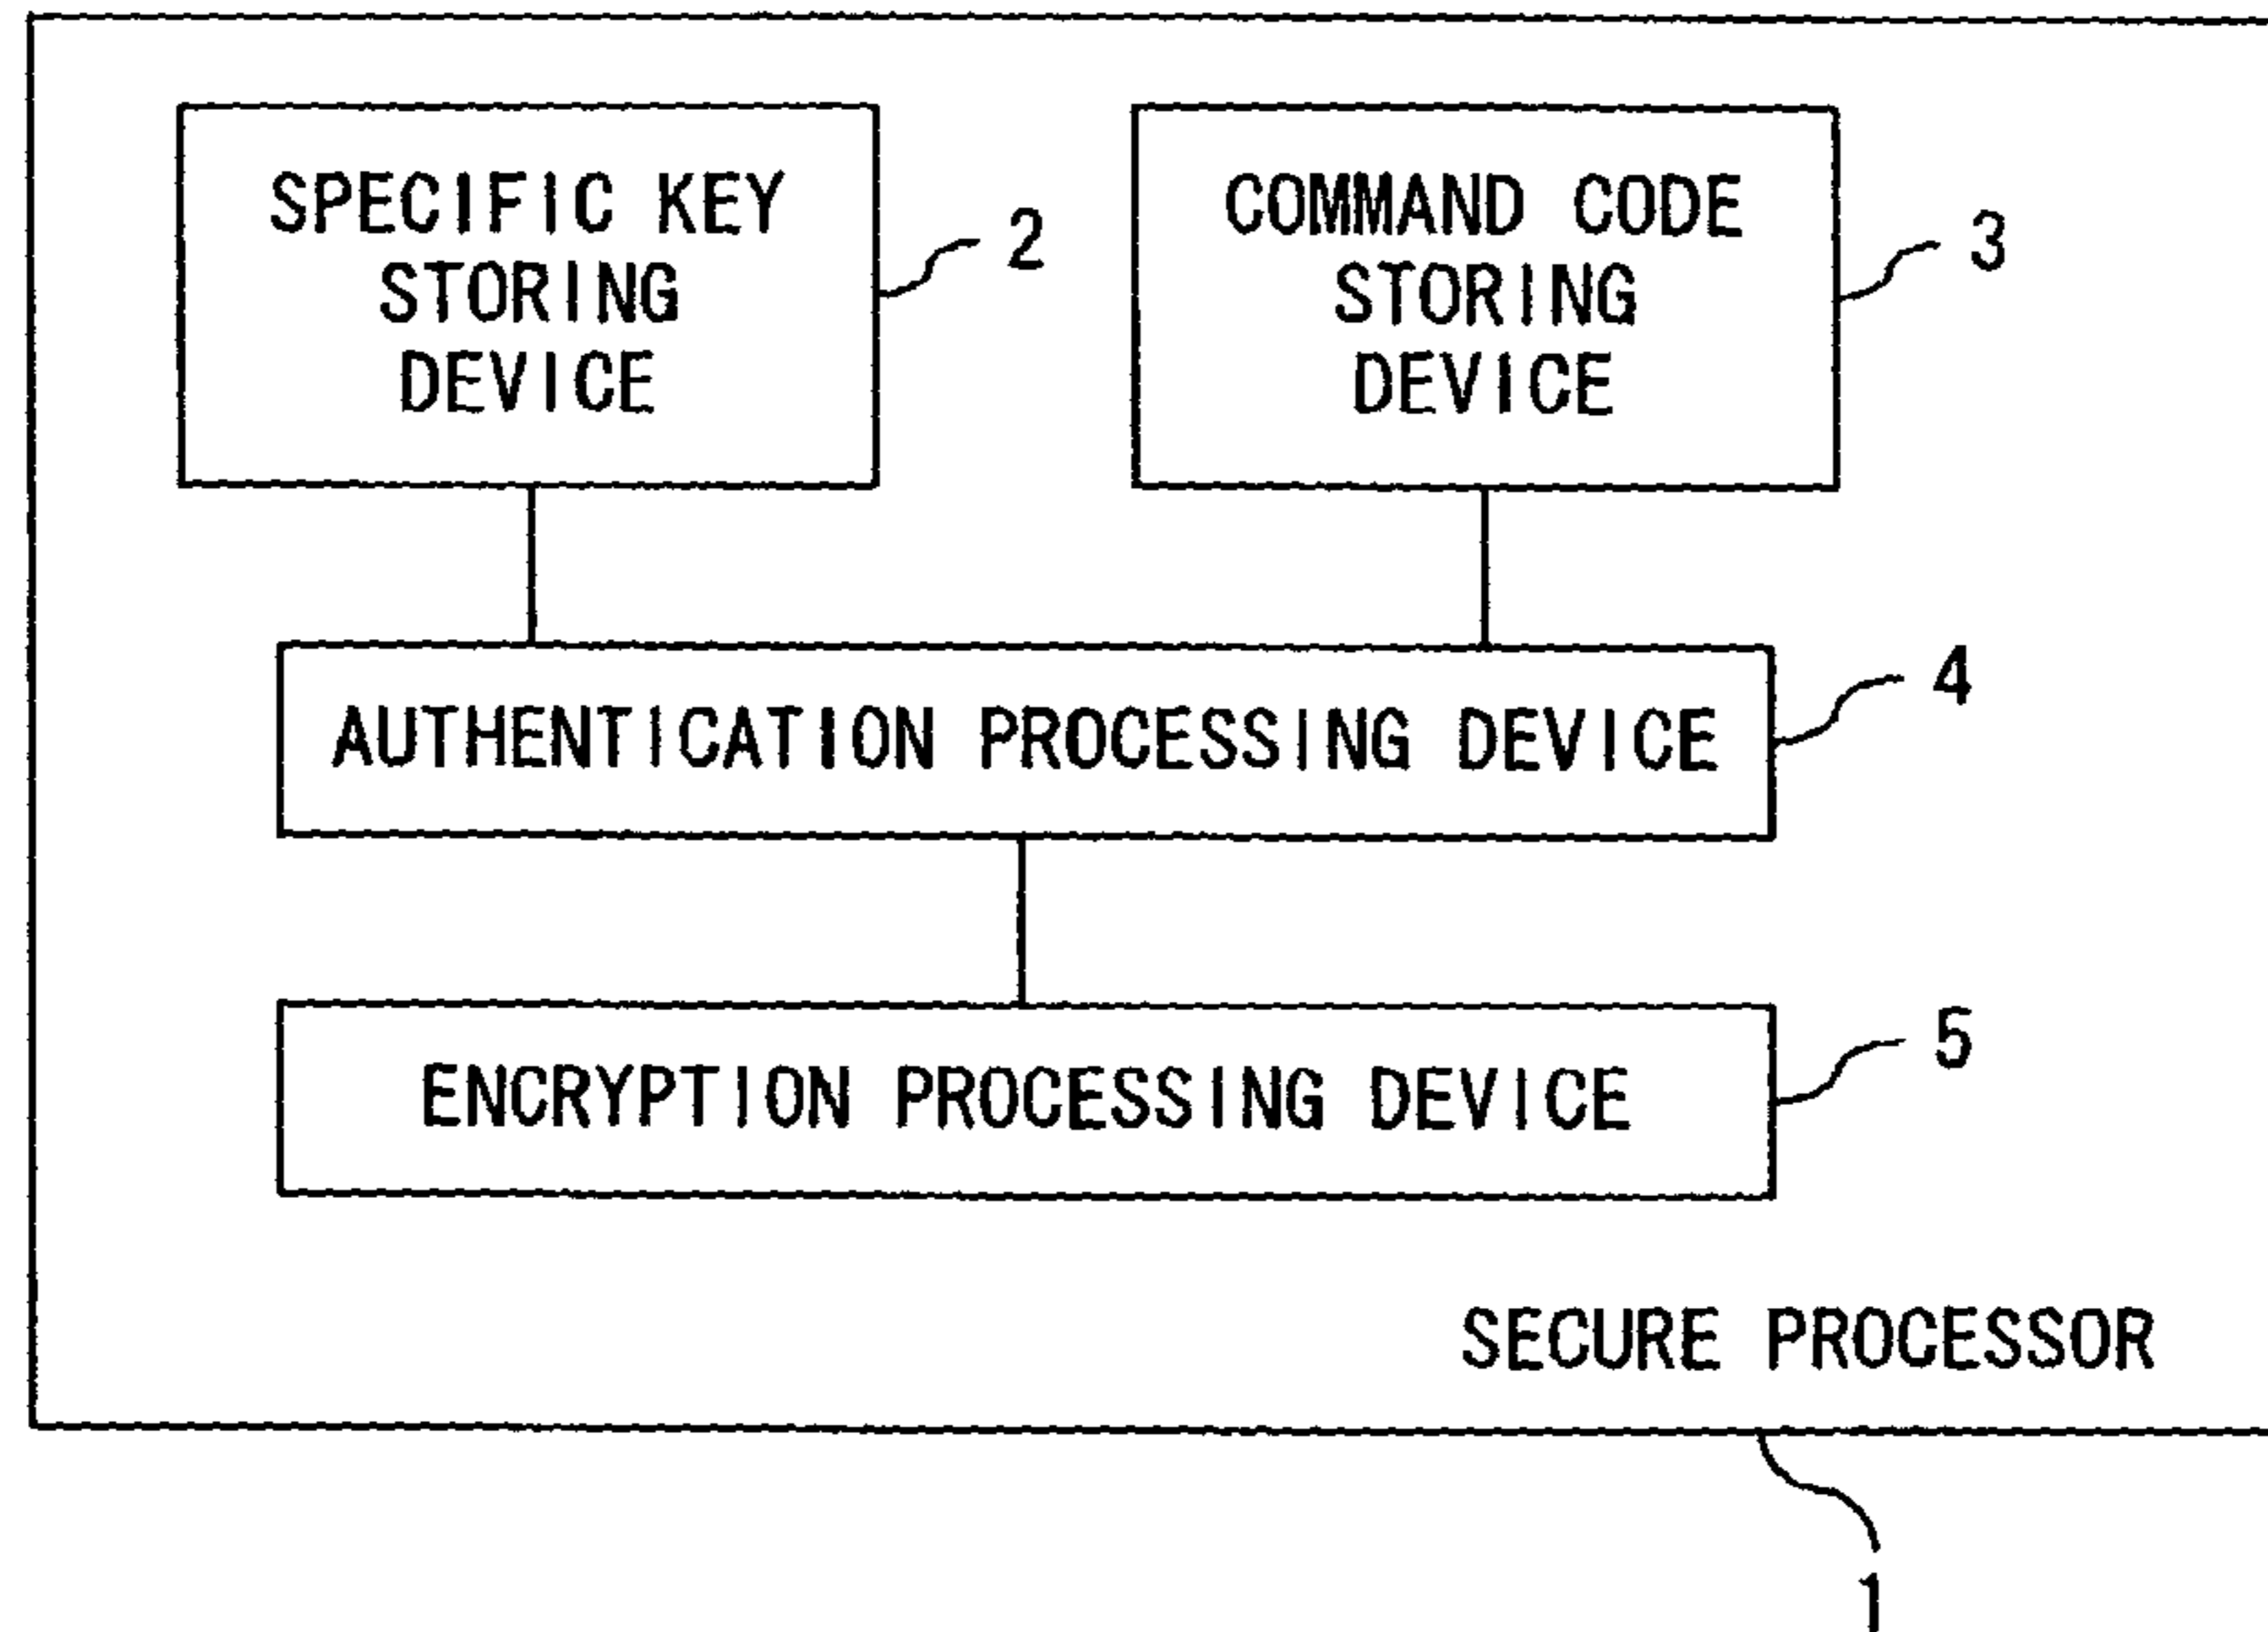 SPECIFIC KEY
STORING
DEVICE
2
COMMAND CODE
STORING
DEVICE
3
AUTHENTICATION PROCESSING DEVICE
4
ENCRYPTION PROCESSING DEVICE
5
SECURE PROCESSOR
1